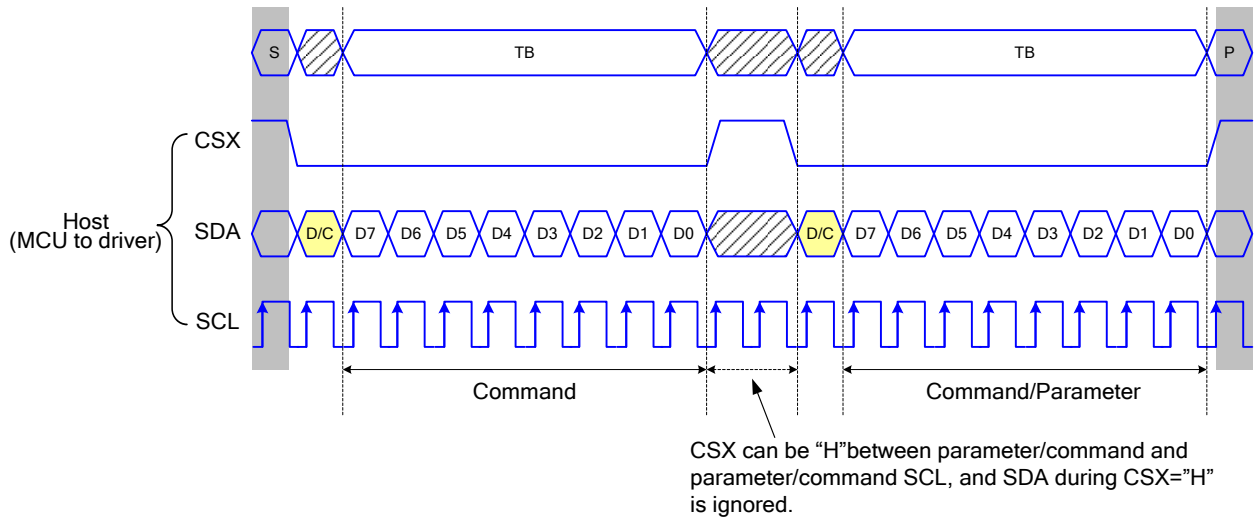 S TB TB P
CSX
Host
(MCU to driver)
SDA D/C D7 D6 D5 D4 D3 D2 D1 D0 D/C D7 D6 D5 D4 D3 D2 D1 D0
SCL
Command Command/Parameter
CSX can be “H”between parameter/command and
parameter/command SCL, and SDA during CSX=”H”
is ignored.